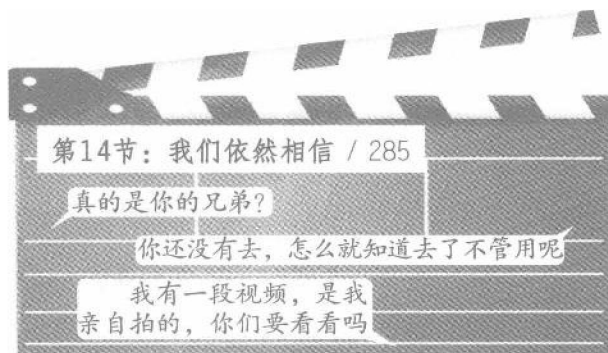 第14节：我们依然相信 / 285
真的是你的兄弟？
你还没有去，怎么就知道去了不管用呢
我有一段视频，是我
亲自拍的，你们要看看吗